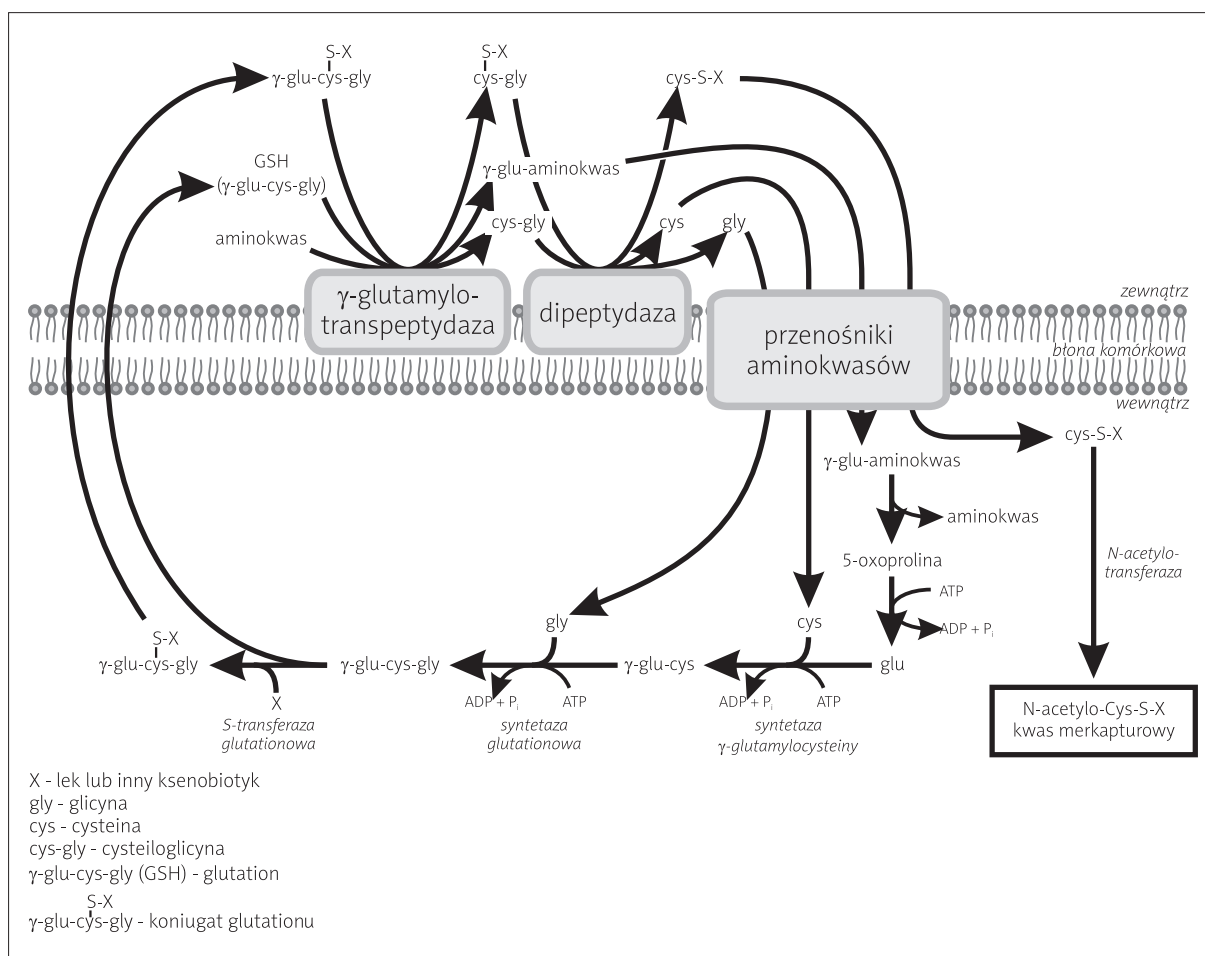 S-X
γ-glu-cys-gly
S-X
cys-gly
cys-S-X
GSH
(γ-glu-cys-gly)
γ-glu-aminokwas
aminokwas
cys-gly
cys
gly
γ-glutamylo-
transpeptydaza
dipeptydaza
przenośniki
aminokwasów
zewnątrz
błona komórkowa
wewnątrz
cys-S-X
γ-glu-aminokwas
aminokwas
5-oxoprolina
N-acetylo-
transferaza
ATP
ADP + Pi
gly
cys
S-X
γ-glu-cys-gly
γ-glu-cys-gly
γ-glu-cys
glu
X
ADP + Pi
ATP
ADP + Pi
ATP
S-transferaza
glutationowa
syntetaza
glutationowa
syntetaza
γ-glutamylocysteiny
N-acetylo-Cys-S-X
kwas merkapturowy
X - lek lub inny ksenobiotyk
gly - glicyna
cys - cysteina
cys-gly - cysteiloglicyna
γ-glu-cys-gly (GSH) - glutation
S-X
γ-glu-cys-gly - koniugat glutationu